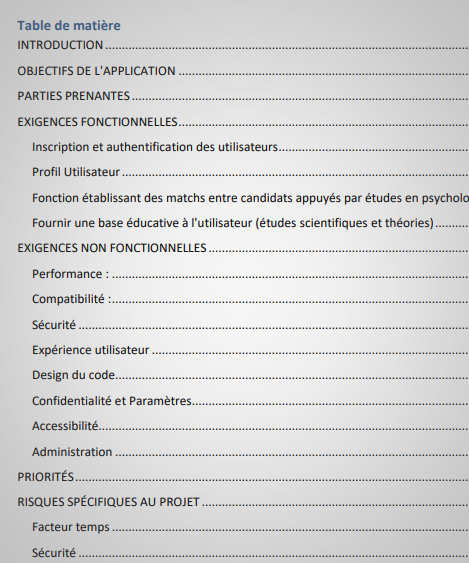 Table de matière
INTRODUCTION
OBJECTIFS DE L'APPLICATION
PARTIES PRENANTES
EXIGENCES FONCTIONNELLES
Inscription et authentification des utilisateurs
Profil Utilisateur
Fonction établissant des matchs entre candidats appuyés par études en psycholo
Fournir une base éducative à l'utilisateur (études scientifiques et théories)
EXIGENCES NON FONCTIONNELLES
Performance :
Compatibilité :
Sécurité
Expérience utilisateur
Design du code
Confidentialité et Paramètres
Accessibilité
Administration
PRIORITÉS
RISQUES SPÉCIFIQUES AU PROJET
Facteur temps
Sécurité